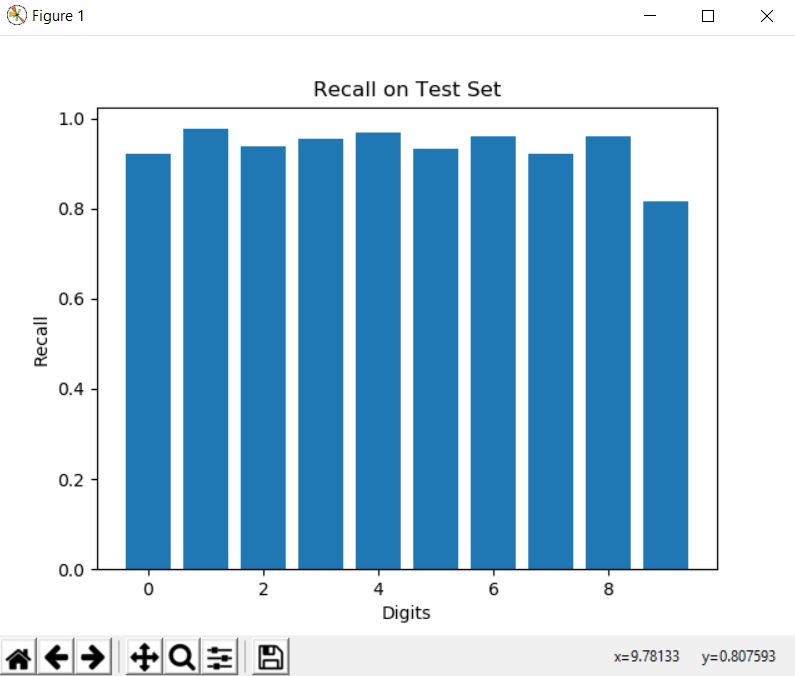 Figure 1
Recall on Test Set
1.0
0.8
0.6
0.4
0.2
0.0
Recall
0 2 4 6 8
Digits
x=9.78133 y=0.807593